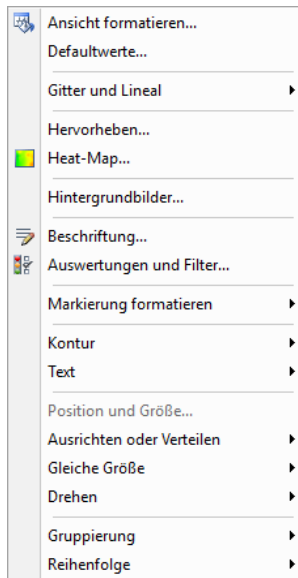 Ansicht formatieren...
Defaultwerte...
Gitter und Lineal
Hervorheben...
Heat-Map...
Hintergrundbilder...
Beschriftung...
Auswertungen und Filter...
Markierung formatieren
Kontur
Text
Position und Größe...
Ausrichten oder Verteilen
Gleiche Größe
Drehen
Gruppierung
Reihenfolge